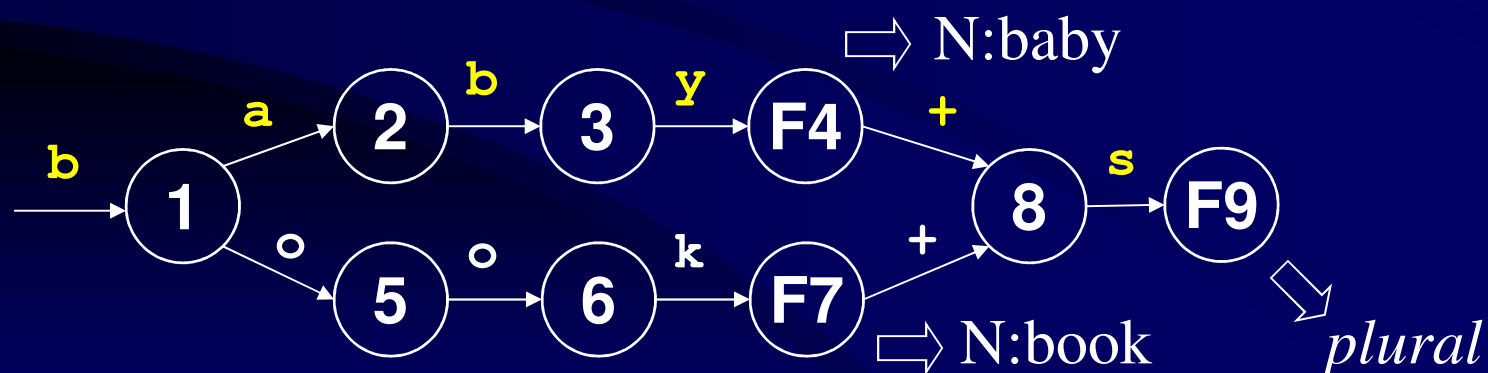 N:baby
b a b y +
b 1 2 3 F4 8 s F9
o o k +
5 6 F7
N:book plural